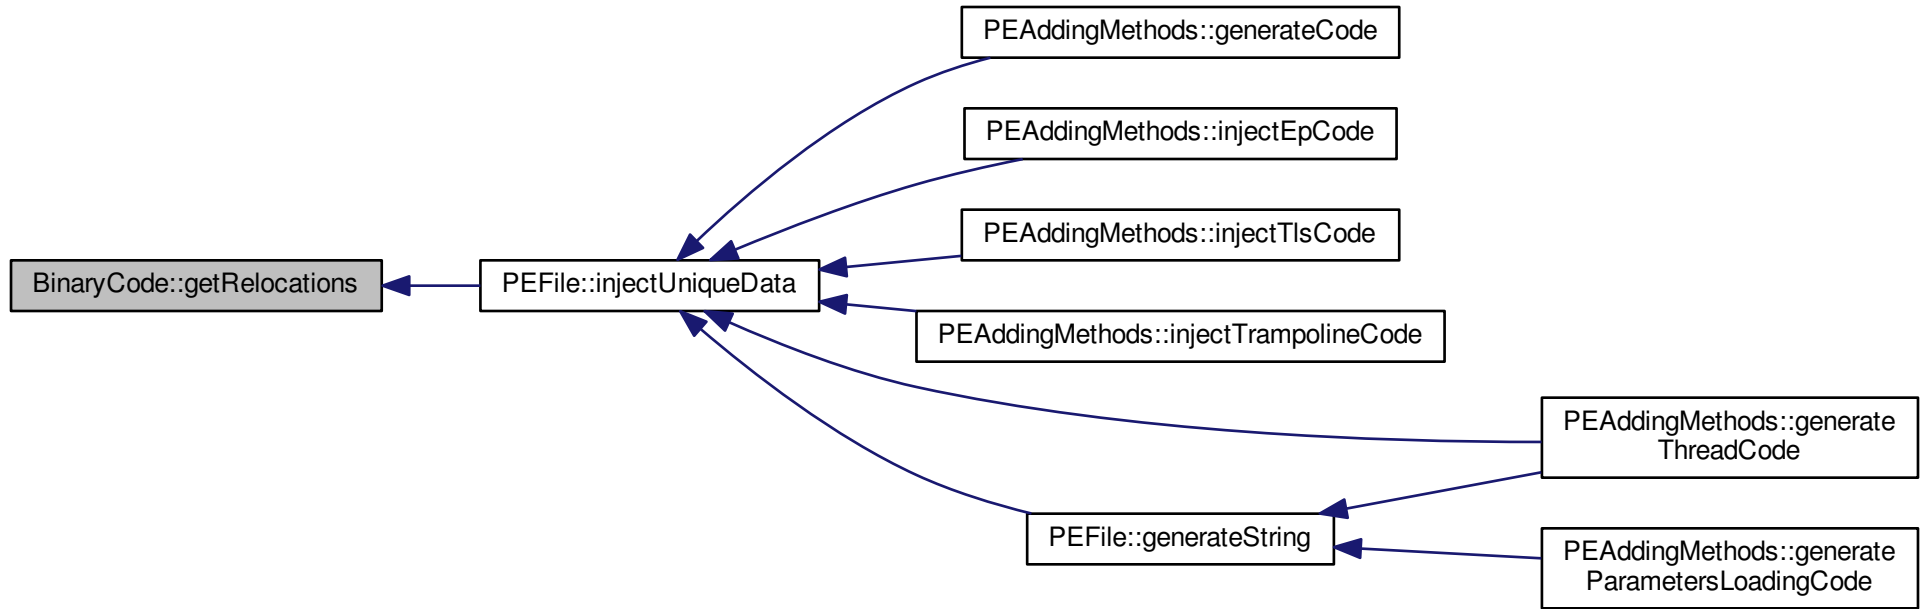 PEAddingMethods::generateCode
PEAddingMethods::injectEpCode
PEAddingMethods::injectTlsCode
BinaryCode::getRelocations
PEFile::injectUniqueData
PEAddingMethods::injectTrampolineCode
PEAddingMethods::generate
ThreadCode
PEFile::generateString
PEAddingMethods::generate
ParametersLoadingCode